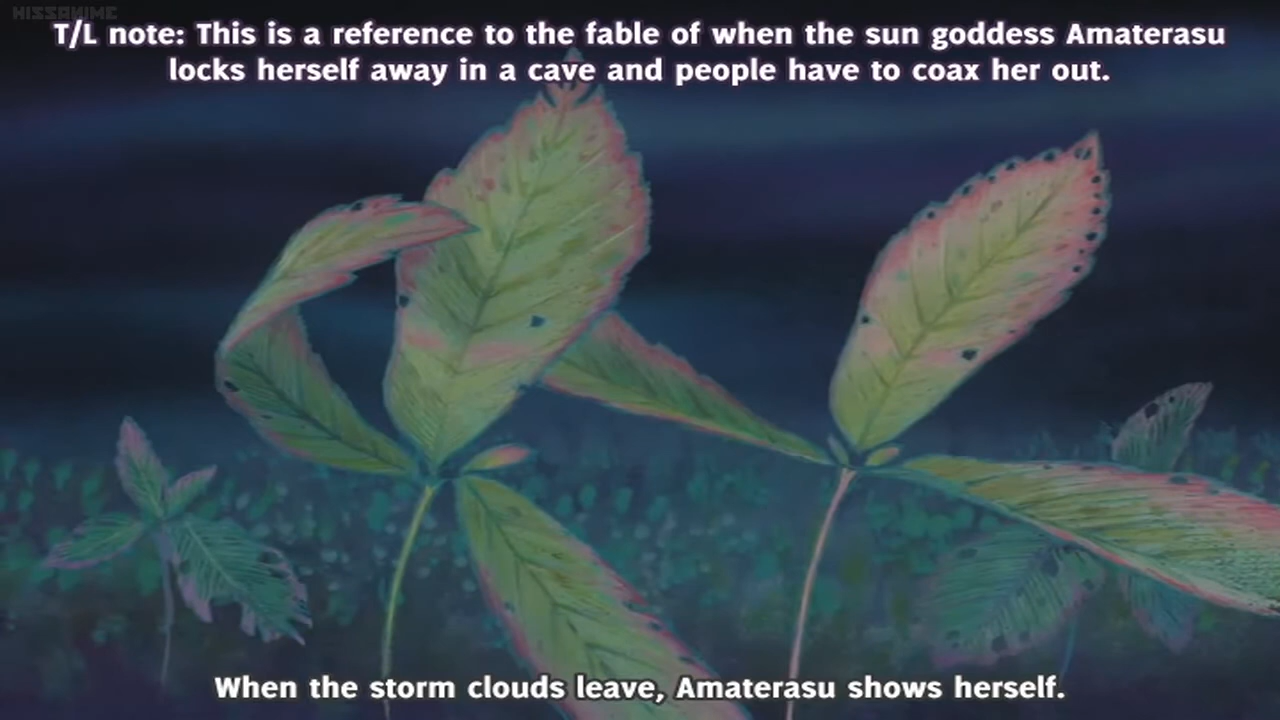 KISSANIME
T/L note: This is a reference to the fable of when the sun goddess Amaterasu
locks herself away in a cave and people have to coax her out.
When the storm clouds leave, Amaterasu shows herself.